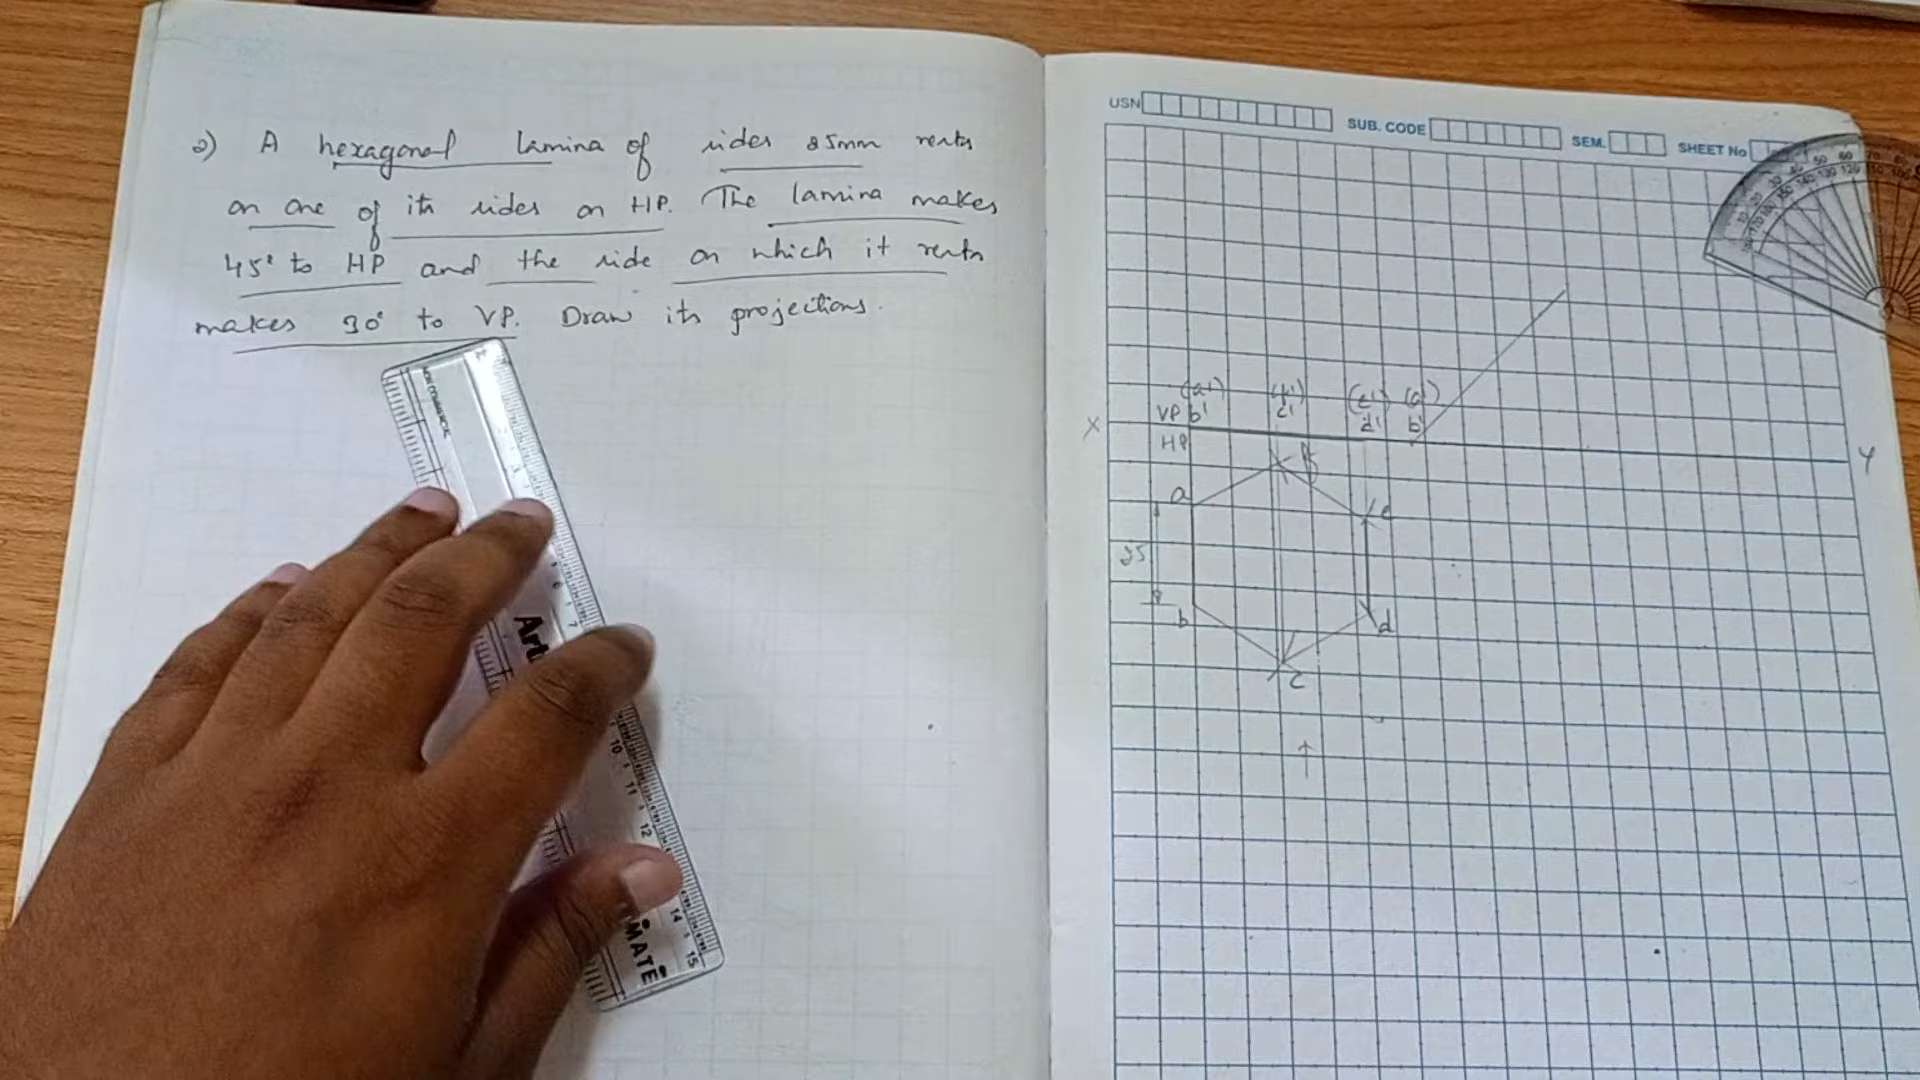 2) A hexagonal lamina of sides 25mm rests
on one of its sides on HP. The lamina makes
45° to HP and the side on which it rests
makes 30° to VP. Draw its projections.
USN
SUB. CODE
SEM.
SHEET No
(a') (f') (e') (a')
VP b' c' d' b'
X HP Y
a f e
25
b d
c
Art
MATE